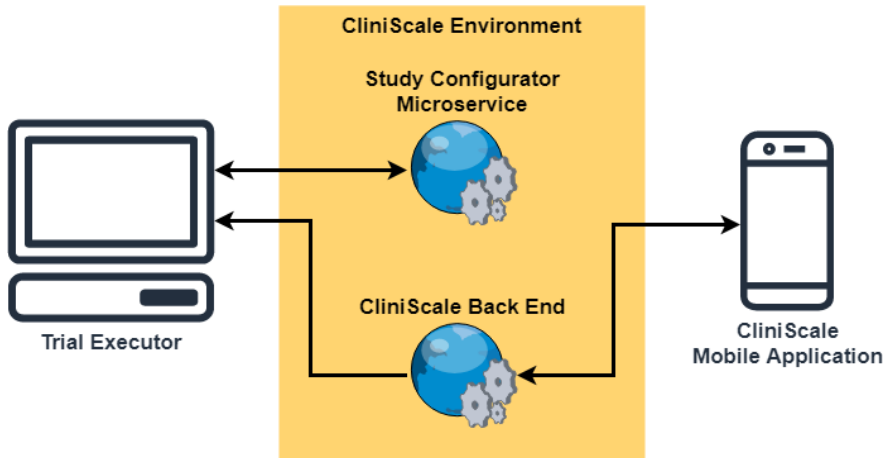 CliniScale Environment
Study Configurator
Microservice
Trial Executor
CliniScale Back End
CliniScale
Mobile Application